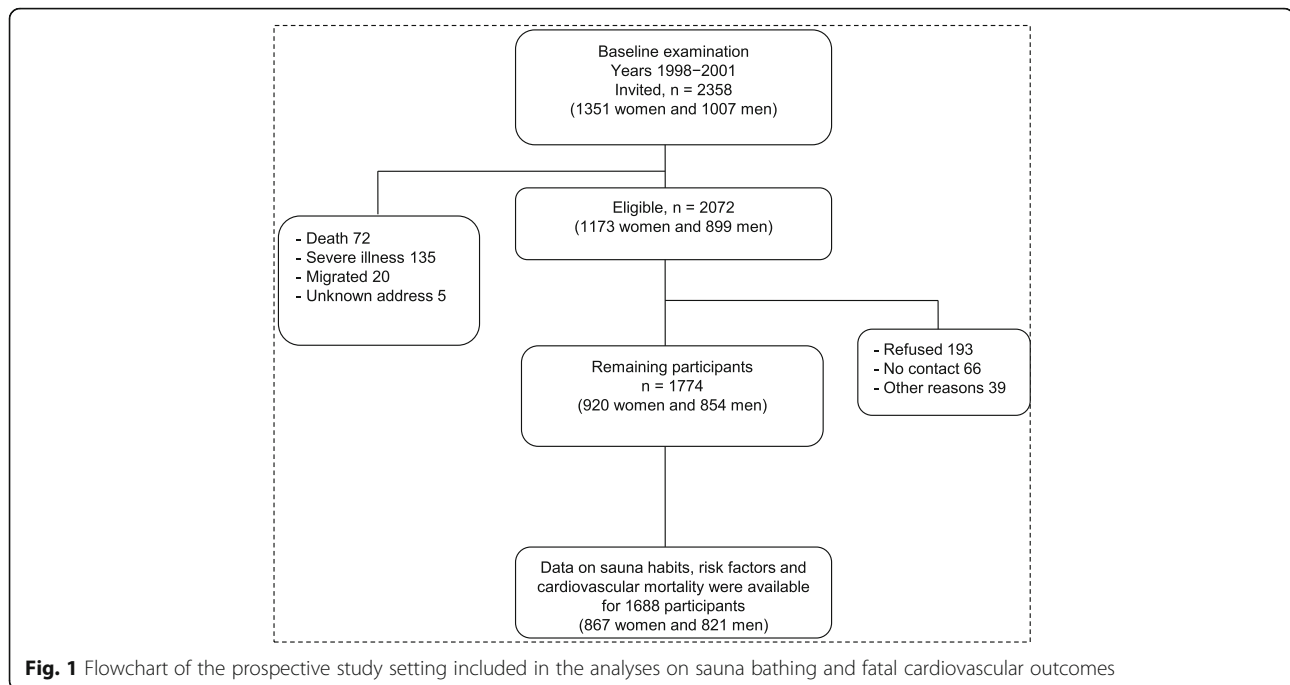 Baseline examination
Years 1998−2001
Invited, n = 2358
(1351 women and 1007 men)
Eligible, n = 2072
(1173 women and 899 men)
- Death 72
- Severe illness 135
- Migrated 20
- Unknown address 5
- Refused 193
- No contact 66
- Other reasons 39
Remaining participants
n = 1774
(920 women and 854 men)
Data on sauna habits, risk factors and
cardiovascular mortality were available
for 1688 participants
(867 women and 821 men)
Fig. 1 Flowchart of the prospective study setting included in the analyses on sauna bathing and fatal cardiovascular outcomes